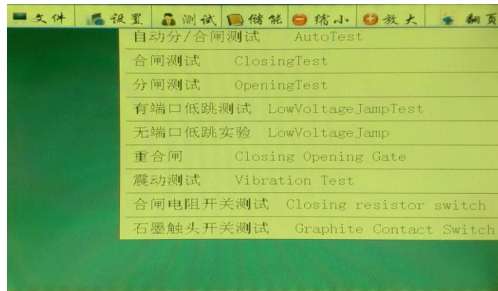 文件 设置 测试 储能 缩小 放大 翻页
自动分/合闸测试 AutoTest
合闸测试 ClosingTest
分闸测试 OpeningTest
有端口低跳测试 LowVoltageJampTest
无端口低跳实验 LowVoltageJamp
重合闸 Closing Opening Gate
震动测试 Vibration Test
合闸电阻开关测试 Closing resistor switch
石墨触头开关测试 Graphite Contact Switch